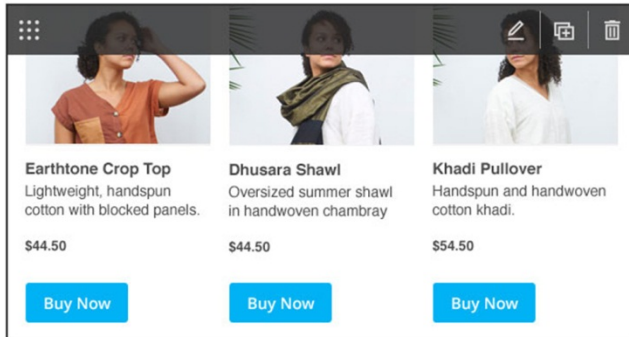 Earthtone Crop Top
Lightweight, handspun
cotton with blocked panels.
$44.50
Buy Now
Dhusara Shawl
Oversized summer shawl
in handwoven chambray
$44.50
Buy Now
Khadi Pullover
Handspun and handwoven
cotton khadi.
$54.50
Buy Now